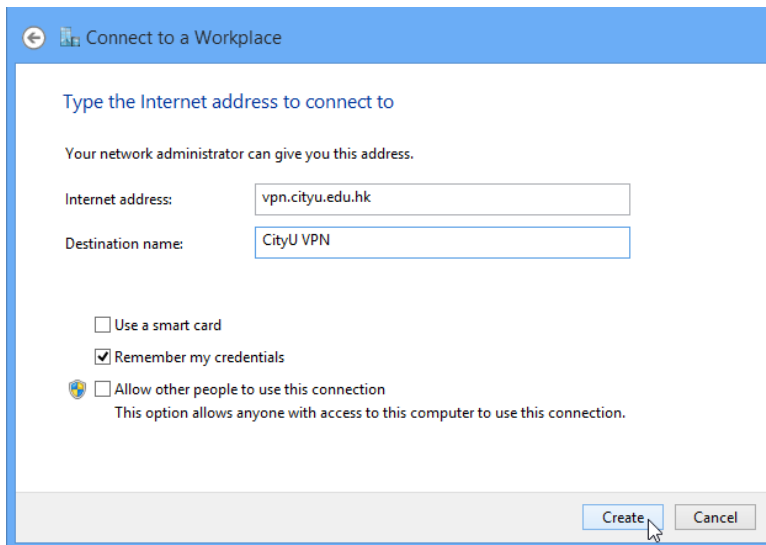 Connect to a Workplace
Type the Internet address to connect to
Your network administrator can give you this address.
Internet address: vpn.cityu.edu.hk
Destination name: CityU VPN
Use a smart card
Remember my credentials
Allow other people to use this connection
This option allows anyone with access to this computer to use this connection.
Create Cancel